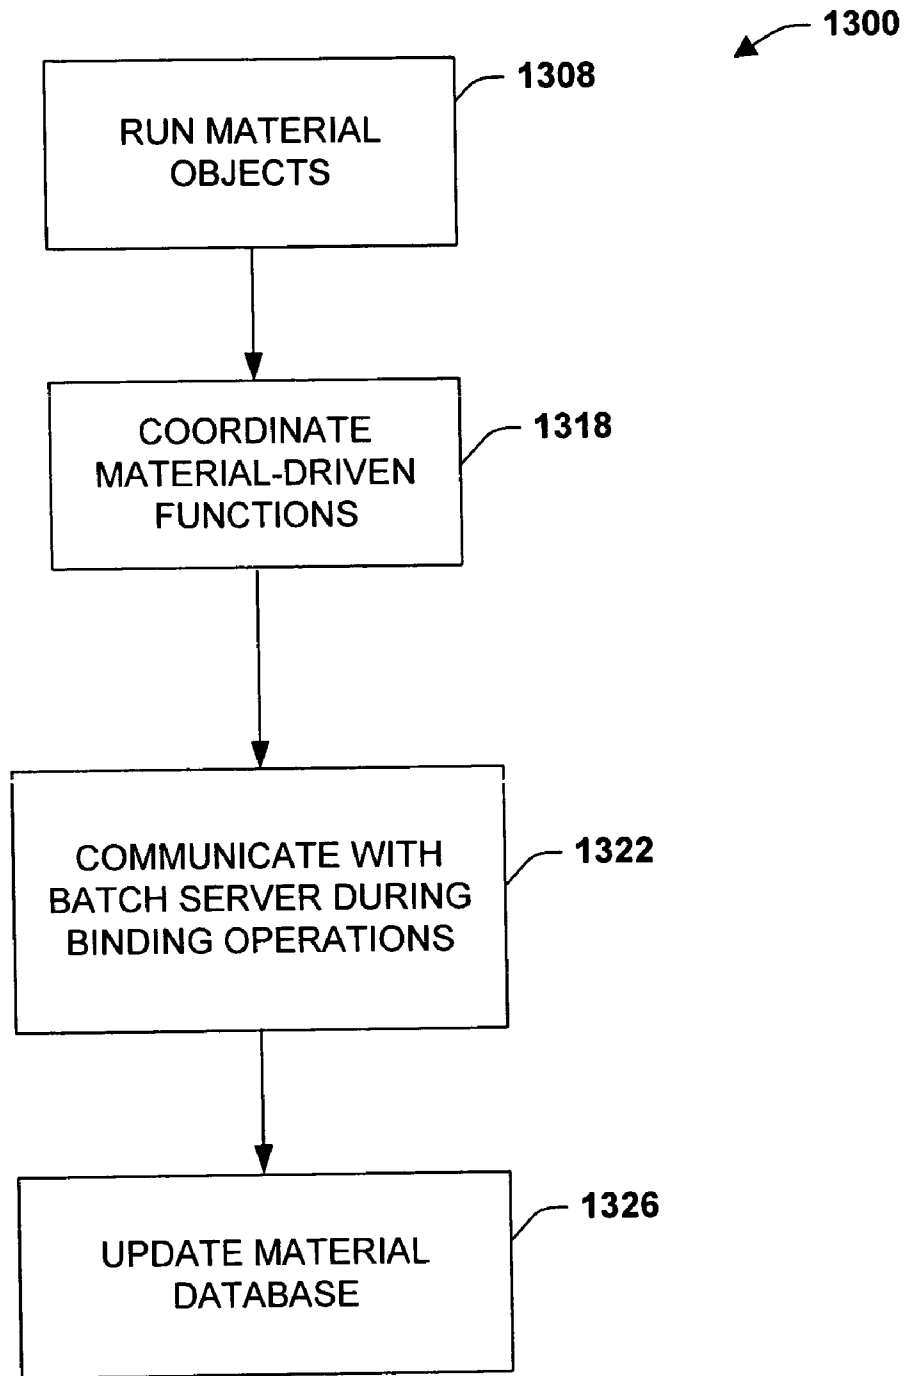 1300
1308
RUN MATERIAL
OBJECTS
1318
COORDINATE
MATERIAL-DRIVEN
FUNCTIONS
1322
COMMUNICATE WITH
BATCH SERVER DURING
BINDING OPERATIONS
1326
UPDATE MATERIAL
DATABASE